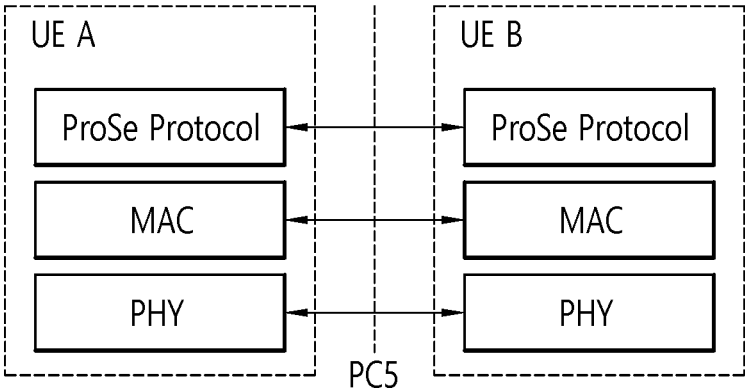 UE A
UE B
ProSe Protocol
ProSe Protocol
MAC
MAC
PHY
PHY
PC5